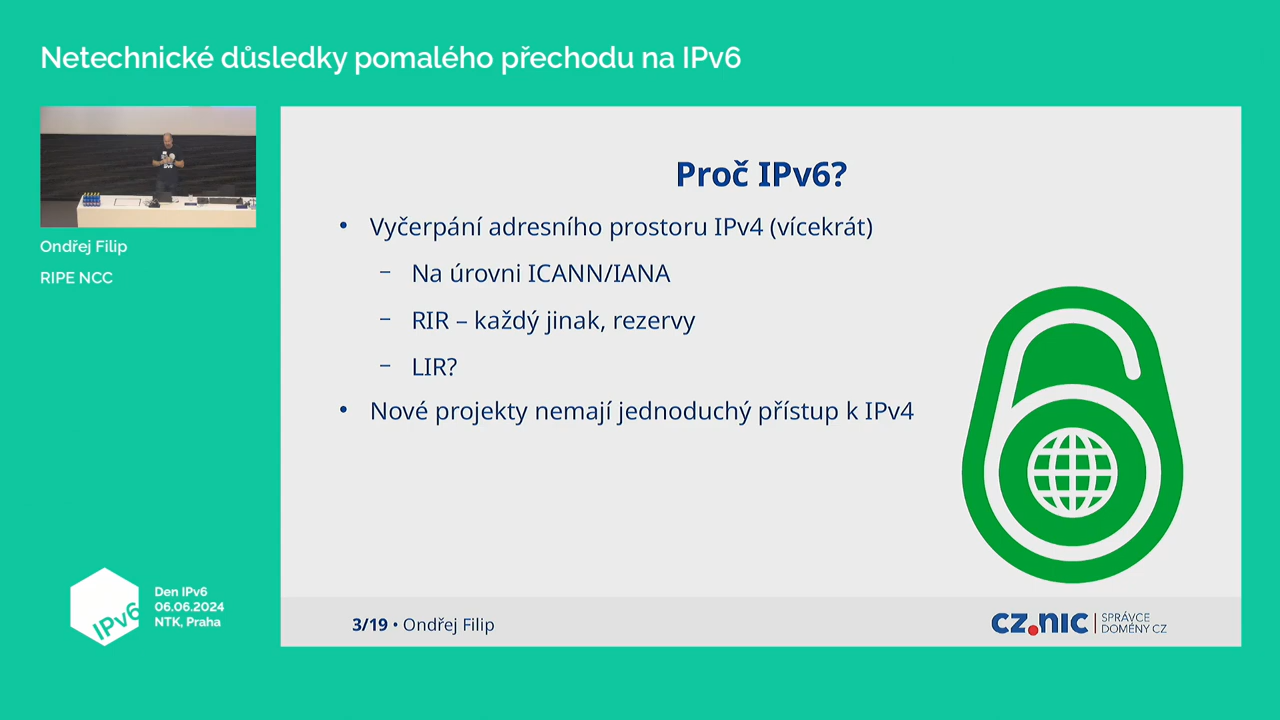 Netechnické důsledky pomalého přechodu na IPv6
Ondřej Filip
RIPE NCC
Proč IPv6?
• Vyčerpání adresního prostoru IPv4 (vícekrát)
– Na úrovni ICANN/IANA
– RIR – každý jinak, rezervy
– LIR?
• Nové projekty nemají jednoduchý přístup k IPv4
3/19 • Ondřej Filip
CZ.NIC | SPRÁVCE
DOMÉNY CZ
IPv6
Den IPv6
06.06.2024
NTK, Praha